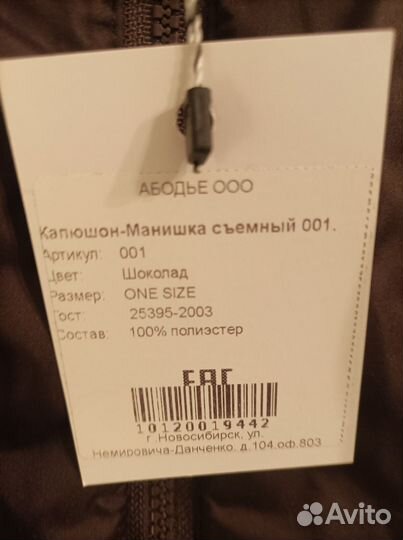 АБОДЬЕ ООО
Капюшон-Манишка съемный 001.
Артикул: 001
Цвет: Шоколад
Размер: ONE SIZE
Гост: 25395-2003
Состав: 100% полиэстер
EAC
10120019442
г .Новосибирск, ул.
Немировича-Данченко, д.104.оф.803
Avito